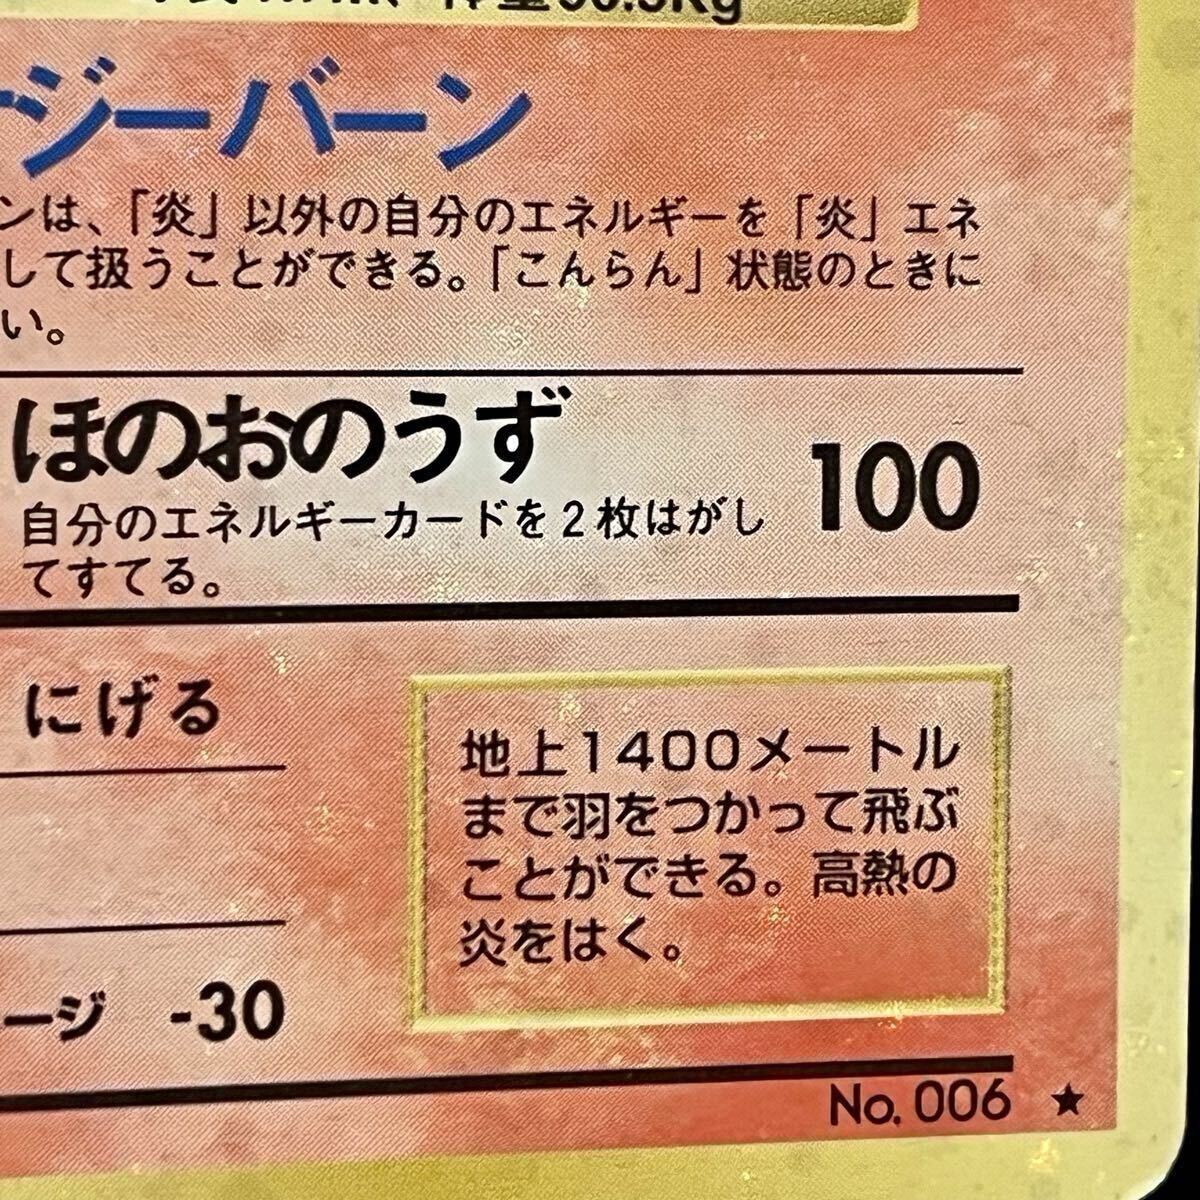 ジーバーン
ンは、「炎」以外の自分のエネルギーを「炎」エネ
して扱うことができる。「こんらん」状態のときに
い。
ほのおのうず 100
自分のエネルギーカードを2枚はがし
てすてる。
にげる
地上1400メートル
まで羽をつかって飛ぶ
ことができる。高熱の
炎をはく。
ージ -30
No. 006 ★